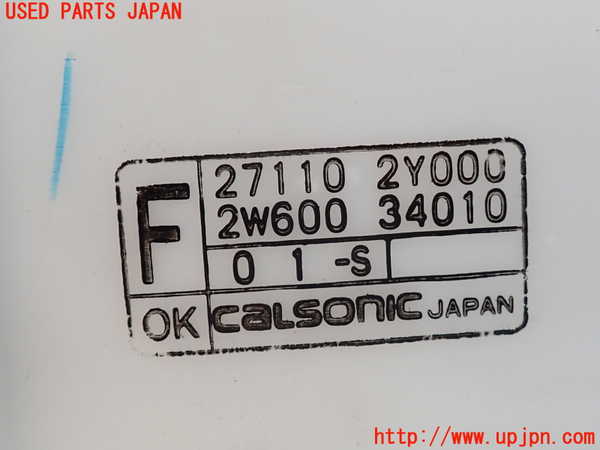 USED PARTS JAPAN
F
27110 2Y000
2W600 34010
0 1 -S
OK calsonic JAPAN
http://www.upjpn.com/